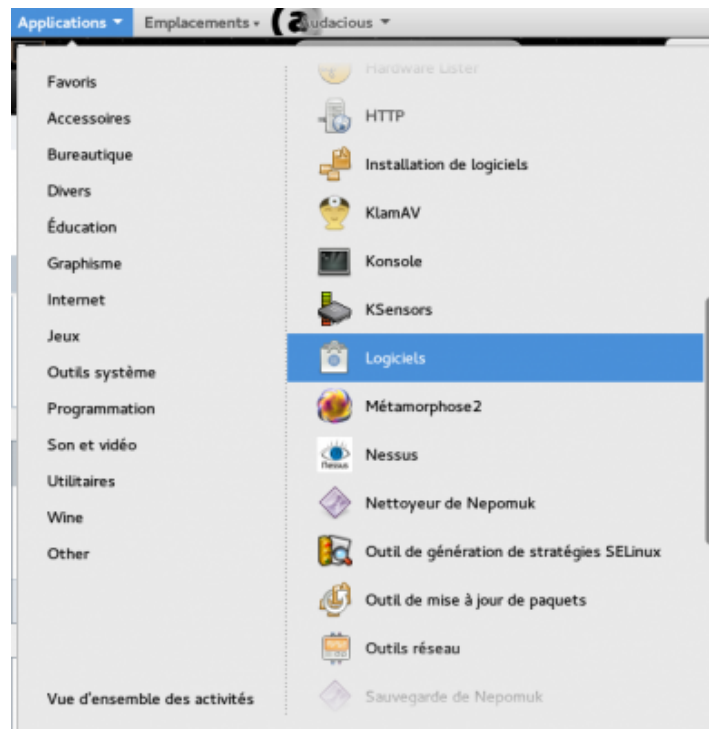 Applications Emplacements Audacious
Favoris
Accessoires
Bureautique
Divers
Éducation
Graphisme
Internet
Jeux
Outils système
Programmation
Son et vidéo
Utilitaires
Wine
Other
Vue d'ensemble des activités
Hardware Lister
HTTP
Installation de logiciels
KlamAV
Konsole
KSensors
Logiciels
Métamorphose2
Nessus
Nessus
Nettoyeur de Nepomuk
Outil de génération de stratégies SELinux
Outil de mise à jour de paquets
Outils réseau
Sauvegarde de Nepomuk